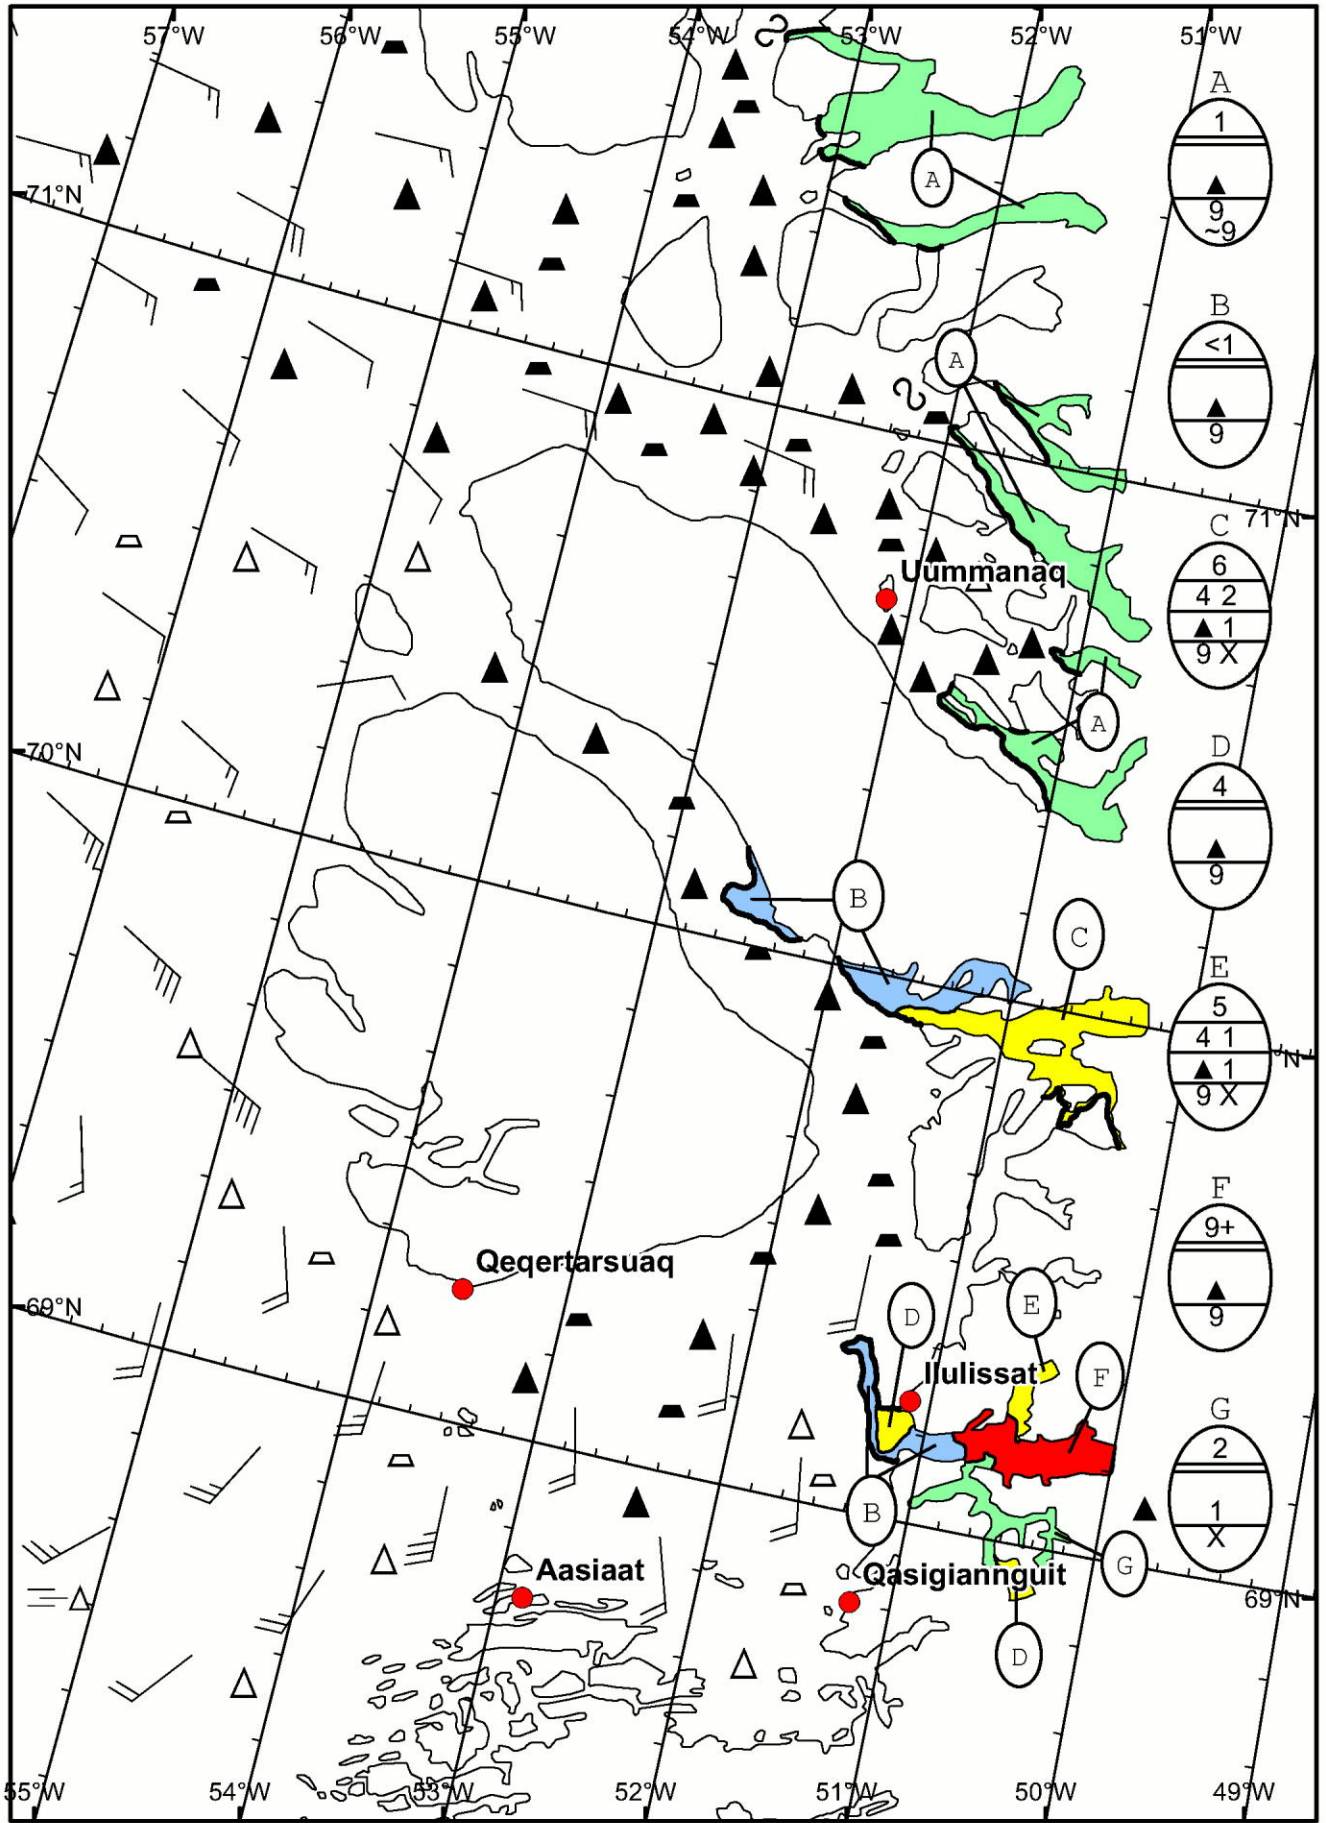 57°W 56°W 55°W 54°W 53°W 52°W 51°W
A
1
9
~9
A
71°N
B
<1
9
A
71°N
C
6
4 2
1
9 X
Uummanaq
A
70°N
D
4
9
B
C
E
5
4 1
1
9 X
°N
F
9+
9
Qeqertarsuaq
69°N
D
E
Ilulissat
F
G
2
1
X
B
G
Aasiaat
Qasigiannguit
69°N
D
55°W 54°W 53°W 52°W 51°W 50°W 49°W